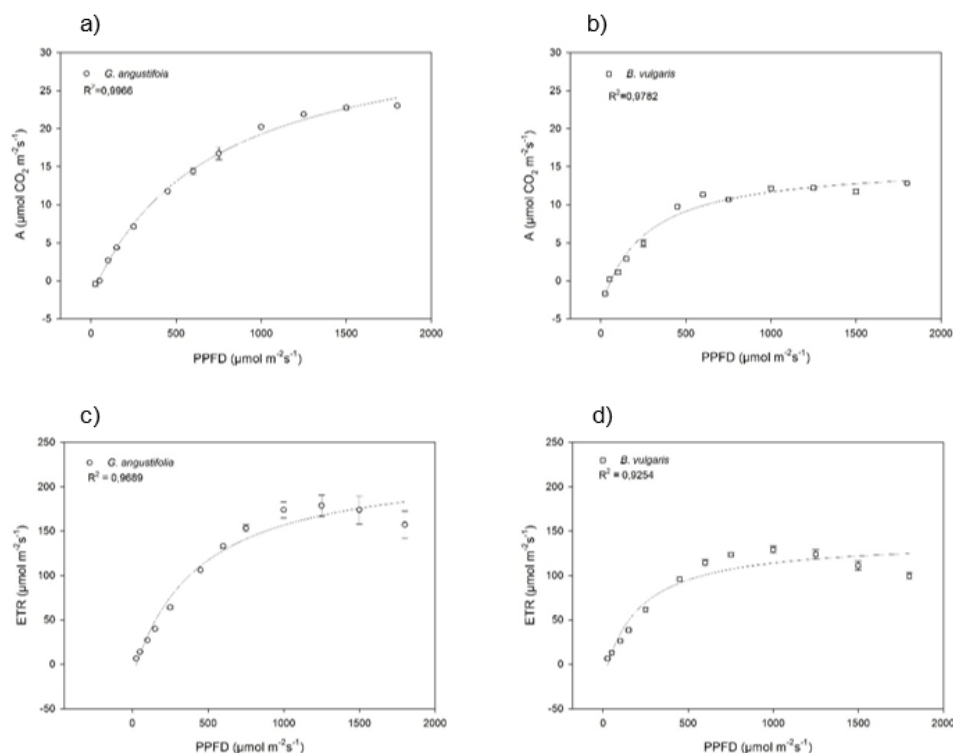 a)
30
25
20
15
10
5
0
-5
A (µmol CO2 m-2s-1)
G. angustifoia
R2=0,9966
0 500 1000 1500 2000
PPFD (µmol m-2s-1)
b)
30
25
20
15
10
5
0
-5
A (µmol CO2 m-2s-1)
B. vulgaris
R2=0,9782
0 500 1000 1500 2000
PPFD (µmol m-2s-1)
c)
250
200
150
100
50
0
-50
ETR (µmol m-2s-1)
G. angustifolia
R2 = 0,9689
0 500 1000 1500 2000
PPFD (µmol m-2s-1)
d)
250
200
150
100
50
0
-50
ETR (µmol m-2s-1)
B. vulgaris
R2 = 0,9254
0 500 1000 1500 2000
PPFD (µmol m-2s-1)